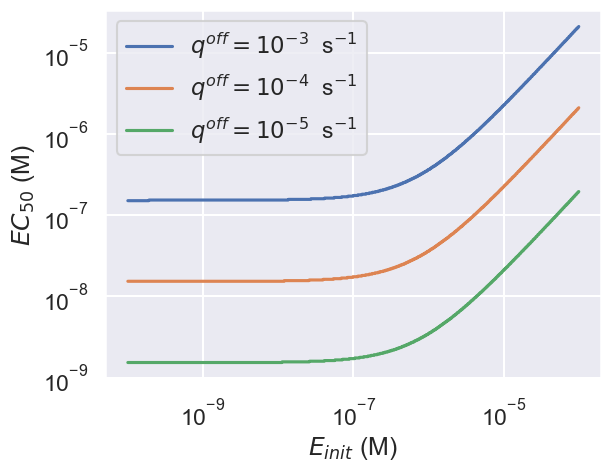 q^off = 10⁻³ s⁻¹
q^off = 10⁻⁴ s⁻¹
q^off = 10⁻⁵ s⁻¹
10⁻⁵
10⁻⁶
10⁻⁷
10⁻⁸
10⁻⁹
EC₅₀ (M)
10⁻⁹ 10⁻⁷ 10⁻⁵
E_init (M)